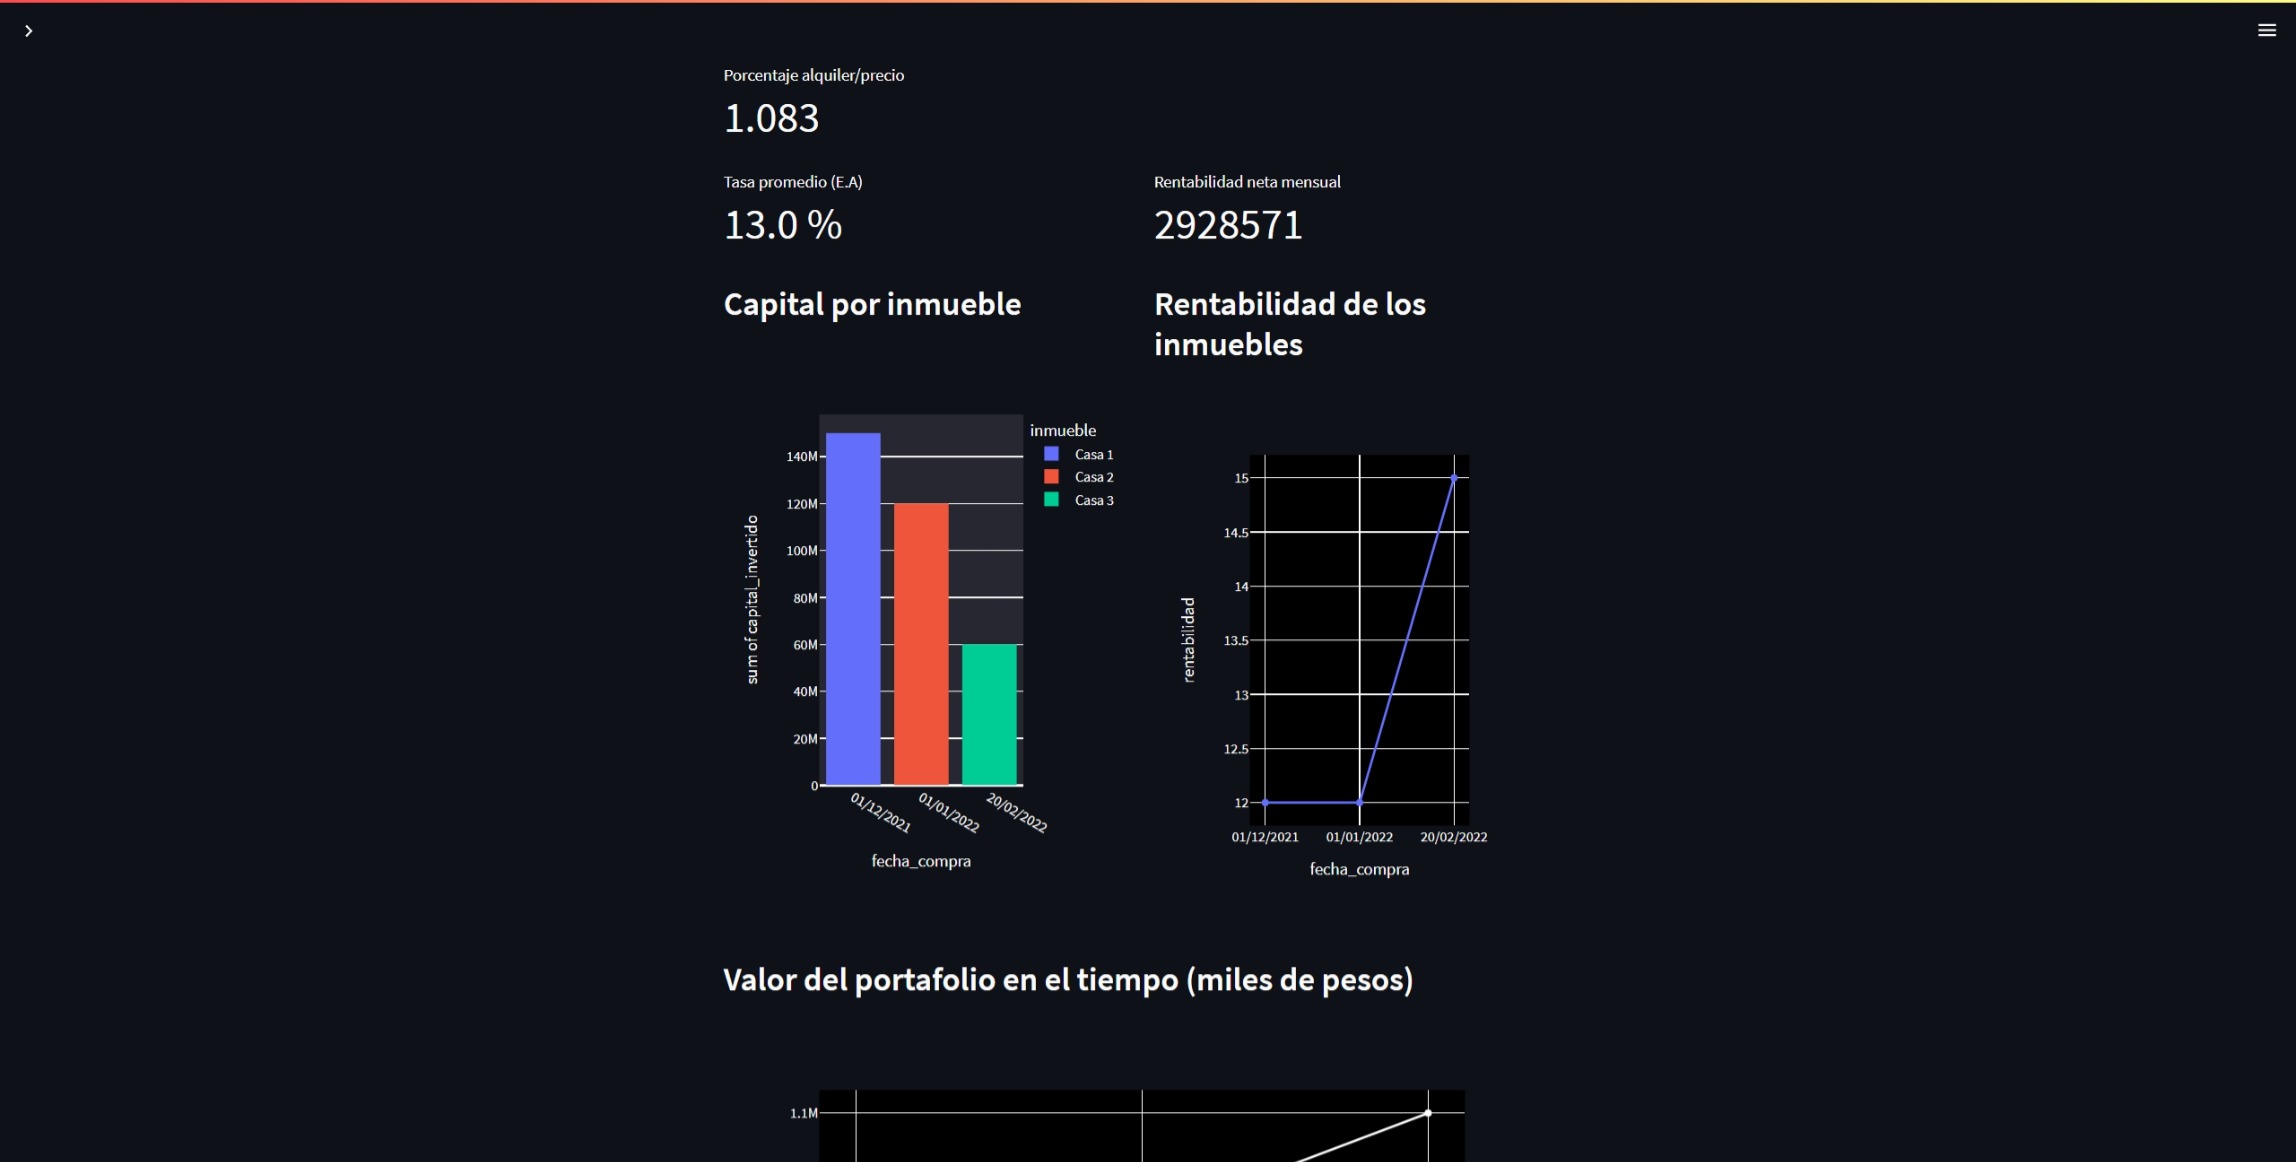 Porcentaje alquiler/precio
1.083
Tasa promedio (E.A)
13.0 %
Rentabilidad neta mensual
2928571
Capital por inmueble
Rentabilidad de los
inmuebles
inmueble
Casa 1
Casa 2
Casa 3
sum of capital_invertido
140M
120M
100M
80M
60M
40M
20M
0
01/12/2021
01/01/2022
20/02/2022
fecha_compra
rentabilidad
15
14.5
14
13.5
13
12.5
12
01/12/2021
01/01/2022
20/02/2022
fecha_compra
Valor del portafolio en el tiempo (miles de pesos)
1.1M